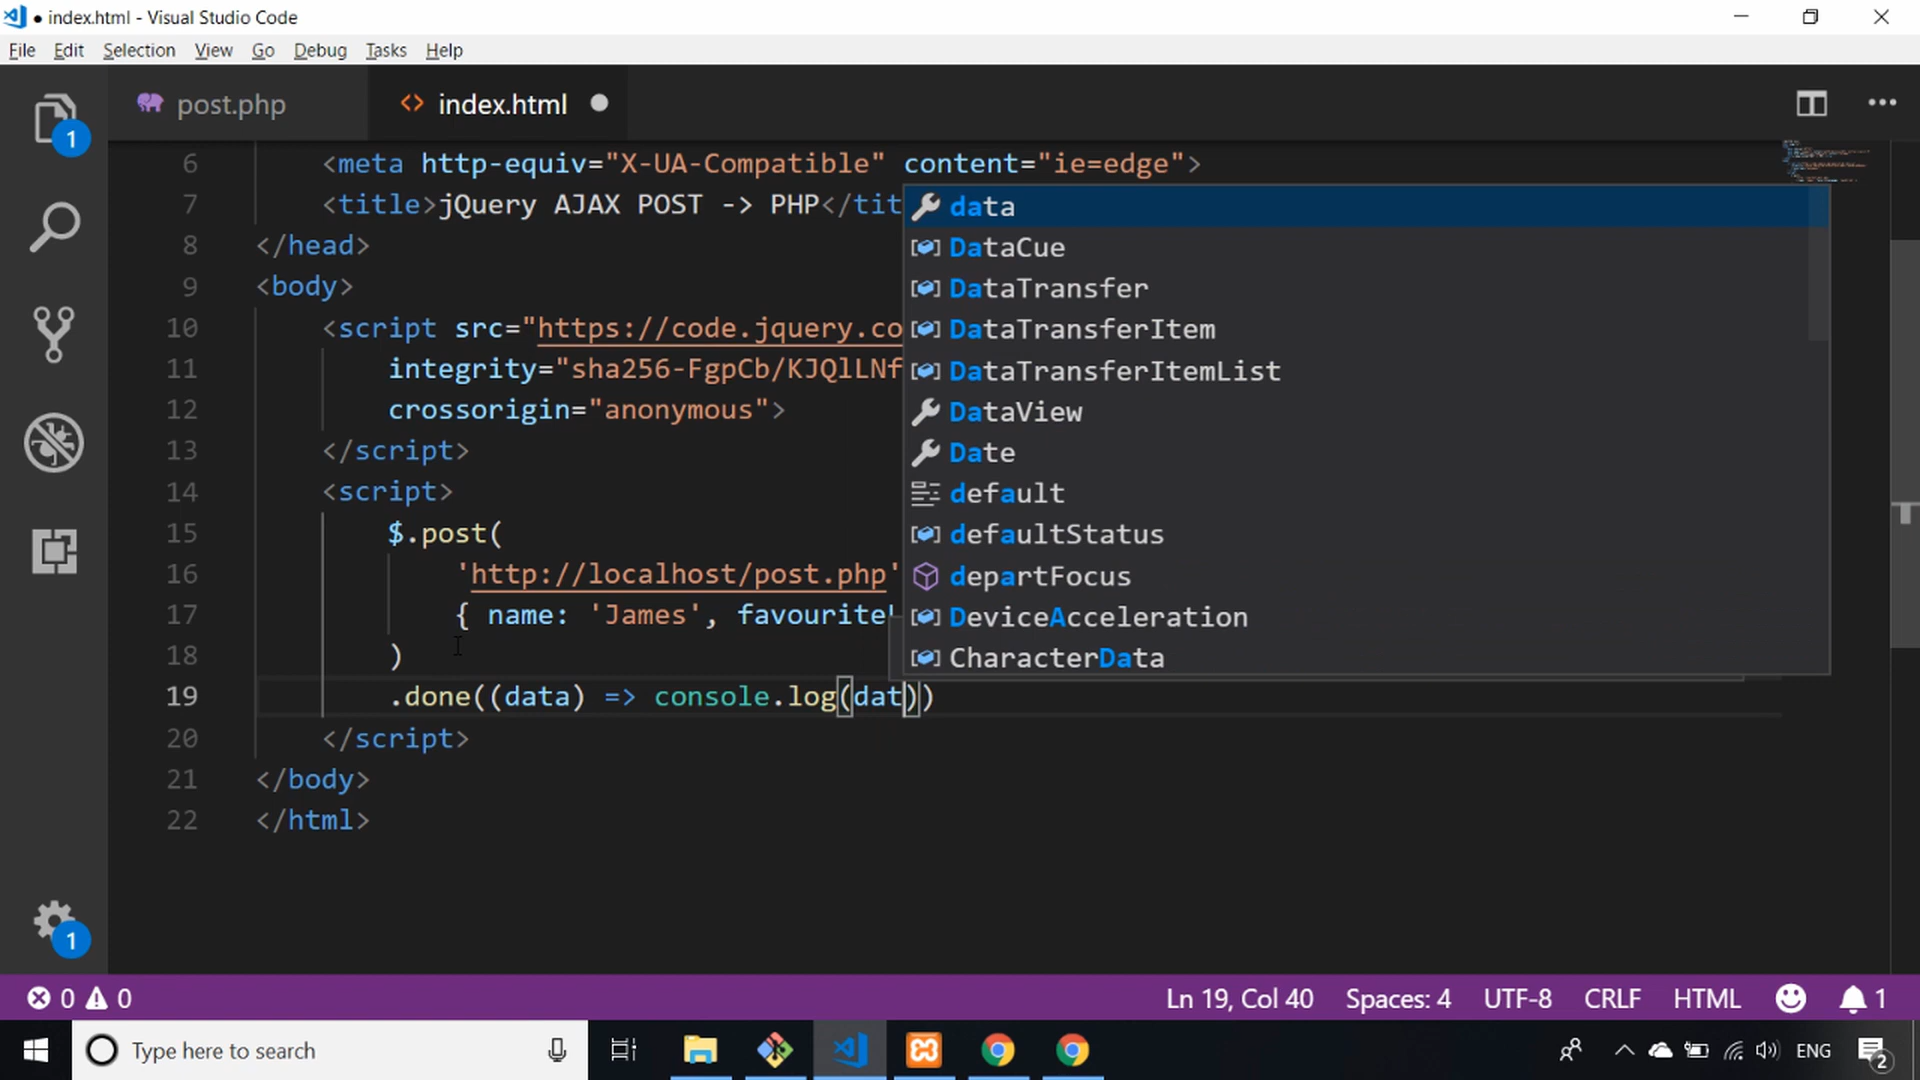 ● index.html - Visual Studio Code
File Edit Selection View Go Debug Tasks Help
post.php index.html
6 <meta http-equiv="X-UA-Compatible" content="ie=edge">
7 <title>jQuery AJAX POST -> PHP</tit
8 </head>
9 <body>
10 <script src="https://code.jquery.co
11 integrity="sha256-FgpCb/KJQlLNf
12 crossorigin="anonymous">
13 </script>
14 <script>
15 $.post(
16 'http://localhost/post.php'
17 { name: 'James', favourite
18 )
19 .done((data) => console.log(dat))
20 </script>
21 </body>
22 </html>
data
DataCue
DataTransfer
DataTransferItem
DataTransferItemList
DataView
Date
default
defaultStatus
departFocus
DeviceAcceleration
CharacterData
1
1
0 0 Ln 19, Col 40 Spaces: 4 UTF-8 CRLF HTML 1
Type here to search ENG 2